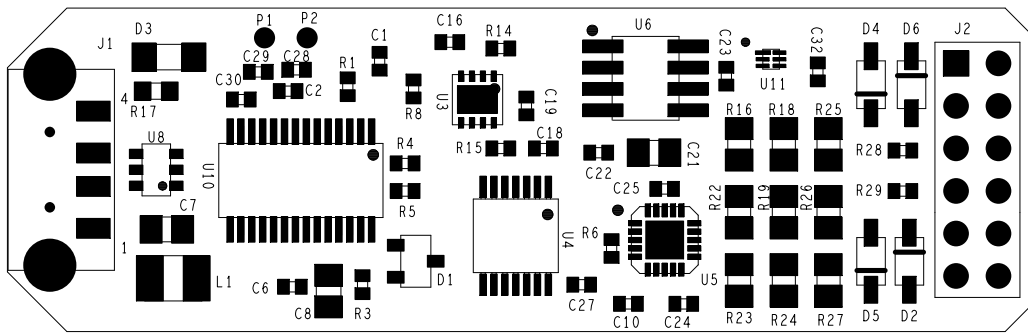 J1
D3
P1
P2
C16
R14
U6
C23
C32
D4
D6
J2
C29
C28
R1
C1
C30
C2
R8
U3
C19
U11
4
R17
U8
U10
R4
R15
C18
R16
R18
R25
R28
C22
C21
C25
R5
R29
C7
R22
R19
R26
1
L1
C6
C8
R3
D1
U4
R6
U5
C27
C10
C24
R23
R24
R27
D5
D2